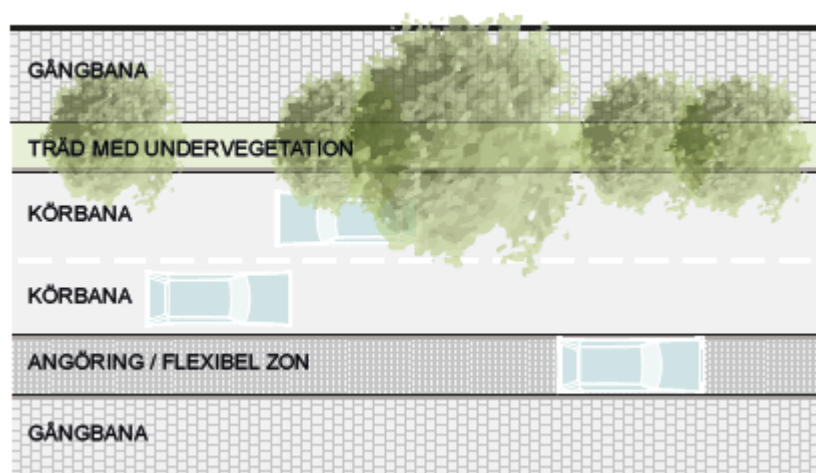 GÅNGBANA
TRÄD MED UNDERVEGETATION
KÖRBANA
KÖRBANA
ANGÖRING / FLEXIBEL ZON
GÅNGBANA